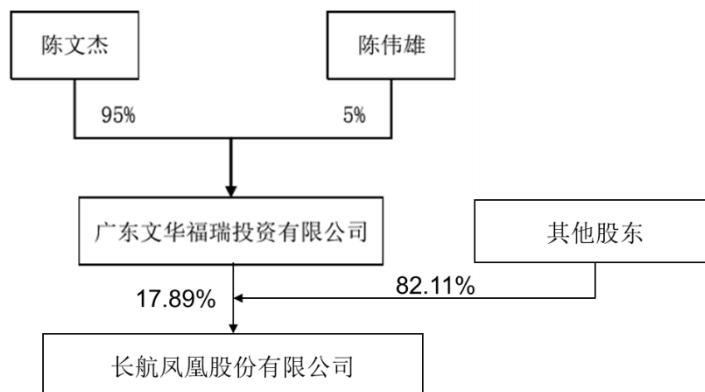 陈文杰
陈伟雄
95%
5%
广东文华福瑞投资有限公司
其他股东
17.89%
82.11%
长航凤凰股份有限公司